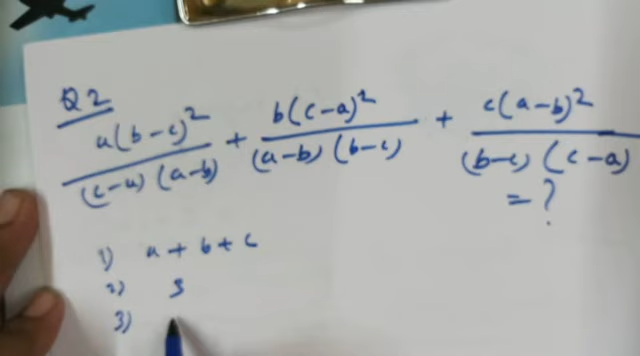 Q2
a(b-c)²/(c-a)(a-b) + b(c-a)²/(a-b)(b-c) + c(a-b)²/(b-c)(c-a)
= ?
1) a+b+c
2) 3
3)